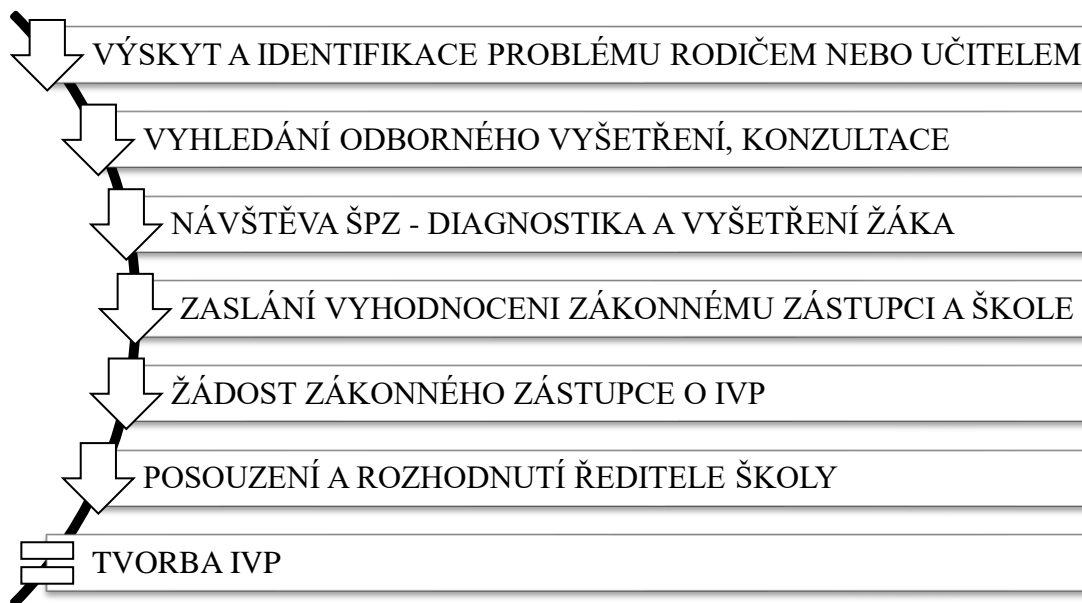 VÝSKYT A IDENTIFIKACE PROBLÉMU RODIČEM NEBO UČITELEM
VYHLEDÁNÍ ODBORNÉHO VYŠETŘENÍ, KONZULTACE
NÁVŠTĚVA ŠPZ - DIAGNOSTIKA A VYŠETŘENÍ ŽÁKA
ZASLÁNÍ VYHODNOCENI ZÁKONNÉMU ZÁSTUPCI A ŠKOLE
ŽÁDOST ZÁKONNÉHO ZÁSTUPCE O IVP
POSOUZENÍ A ROZHODNUTÍ ŘEDITELE ŠKOLY
TVORBA IVP